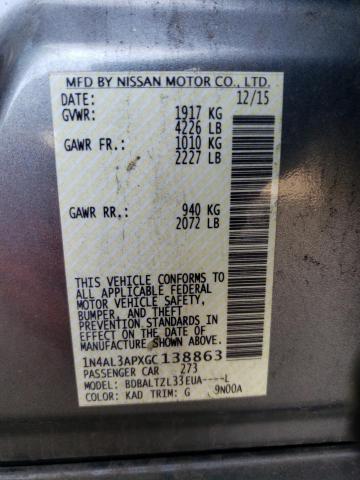 MFD BY NISSAN MOTOR CO., LTD.
DATE: 12/15
GVWR: 1917 KG
4226 LB
GAWR FR.: 1010 KG
2227 LB
GAWR RR.: 940 KG
2072 LB
THIS VEHICLE CONFORMS TO
ALL APPLICABLE FEDERAL
MOTOR VEHICLE SAFETY,
BUMPER, AND THEFT
PREVENTION STANDARDS IN
EFFECT ON THE DATE OF
MANUFACTURE SHOWN ABOVE
1N4AL3APXGC138863
PASSENGER CAR 273
MODEL: BDBALTZL33EUA----L
COLOR: KAD TRIM: G 9N00A